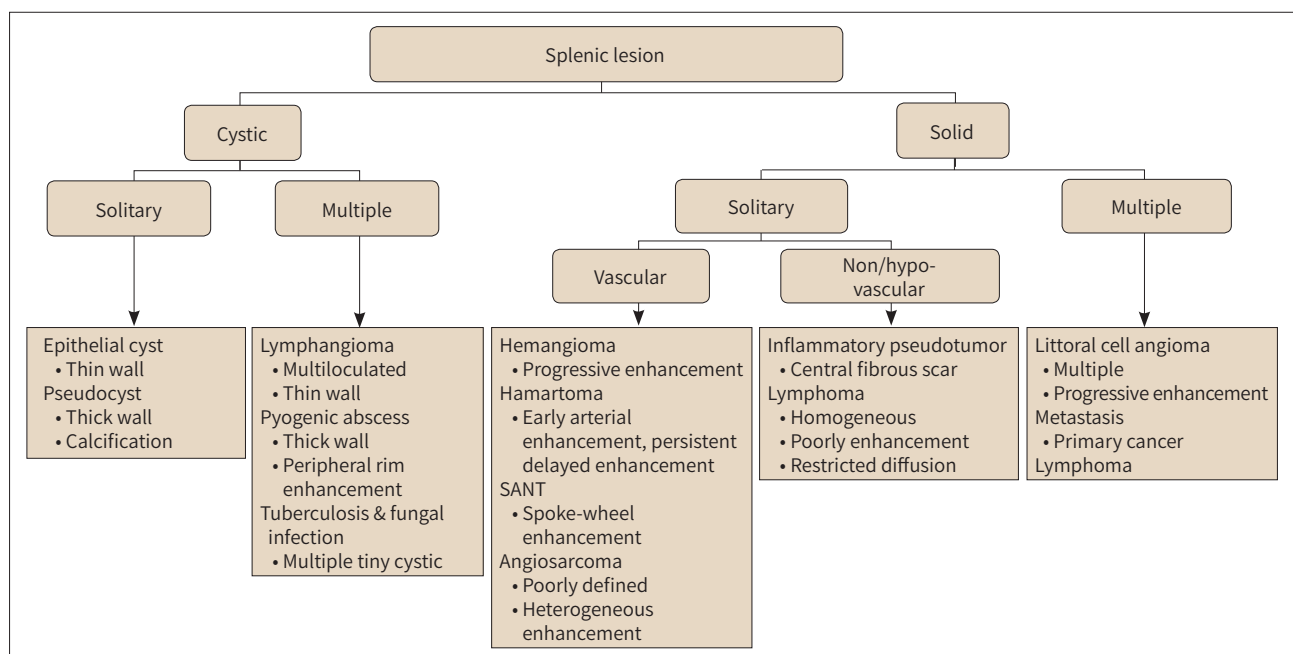 Splenic lesion
Cystic
Solid
Solitary
Multiple
Solitary
Multiple
Vascular
Non/hypo-
vascular
Epithelial cyst
• Thin wall
Pseudocyst
• Thick wall
• Calcification
Lymphangioma
• Multiloculated
• Thin wall
Pyogenic abscess
• Thick wall
• Peripheral rim
enhancement
Tuberculosis & fungal
infection
• Multiple tiny cystic
Hemangioma
• Progressive enhancement
Hamartoma
• Early arterial
enhancement, persistent
delayed enhancement
SANT
• Spoke-wheel
enhancement
Angiosarcoma
• Poorly defined
• Heterogeneous
enhancement
Inflammatory pseudotumor
• Central fibrous scar
Lymphoma
• Homogeneous
• Poorly enhancement
• Restricted diffusion
Littoral cell angioma
• Multiple
• Progressive enhancement
Metastasis
• Primary cancer
Lymphoma